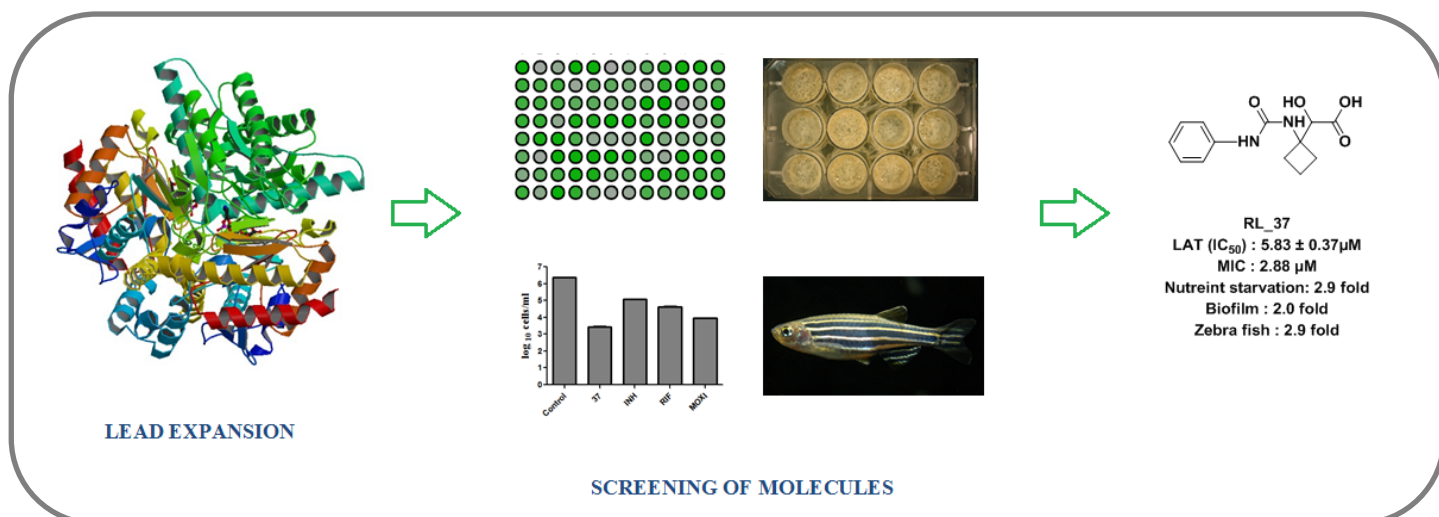 LEAD EXPANSION
7
6
5
4
3
2
1
0
log 10 cells/ml
Control
37
INH
RIF
MOXI
SCREENING OF MOLECULES
O
HO
OH
NH
O
HN
RL_37
LAT (IC50) : 5.83 ± 0.37µM
MIC : 2.88 µM
Nutreint starvation: 2.9 fold
Biofilm : 2.0 fold
Zebra fish : 2.9 fold